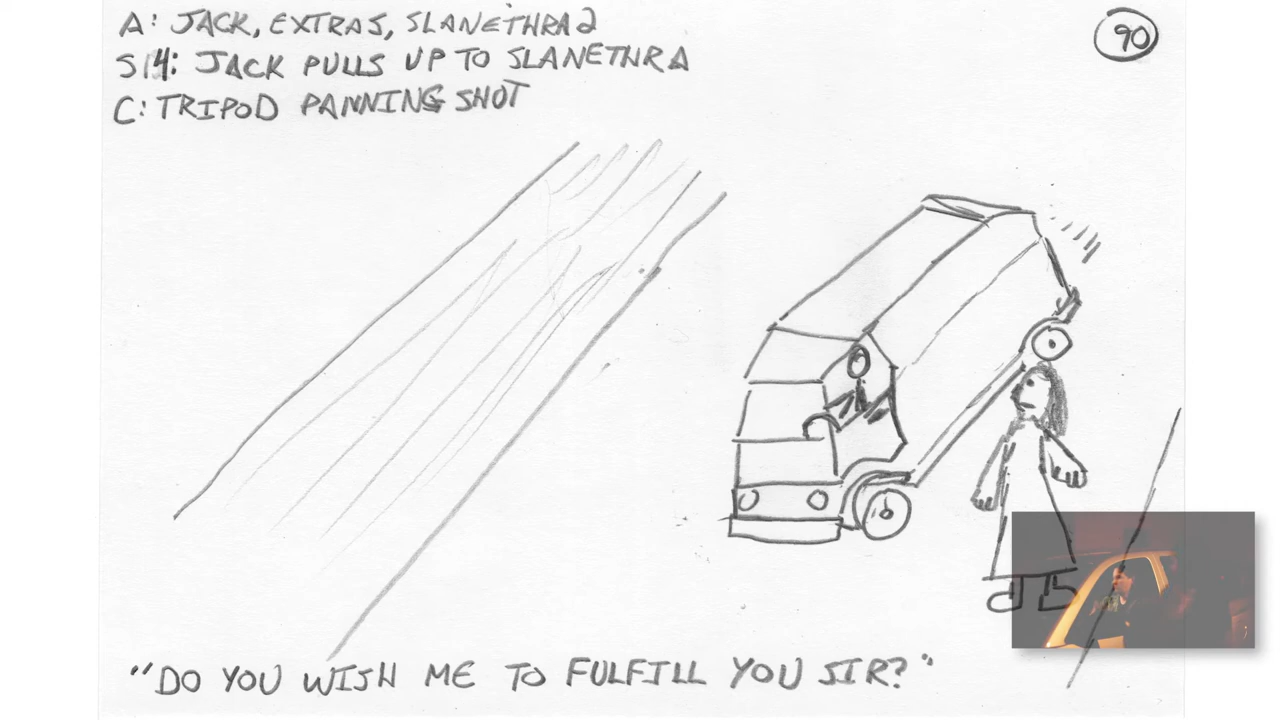 A: JACK, EXTRAS, SLANETHRA2
90
S14: JACK PULLS UP TO SLANETHRA
C: TRIPOD PANNING SHOT
"DO YOU WISH ME TO FULFILL YOU SIR?"